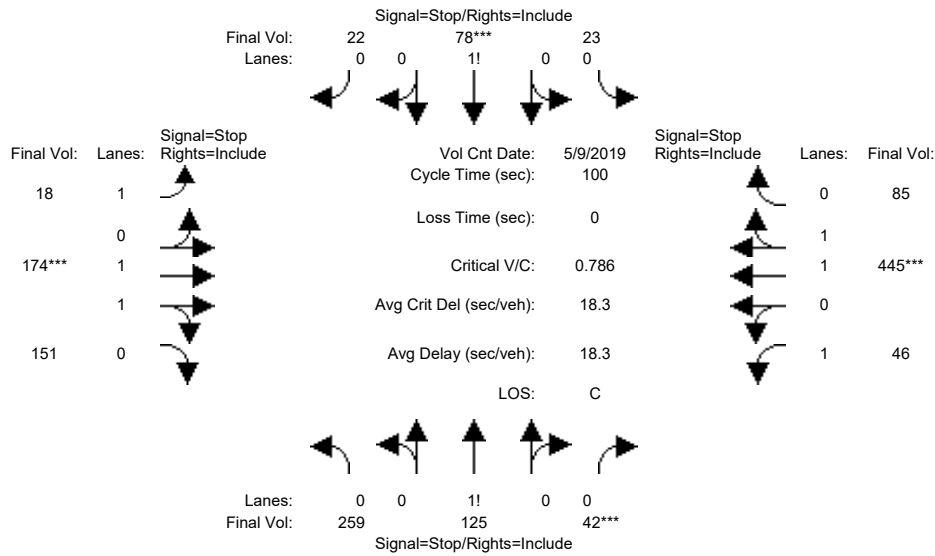 Signal=Stop/Rights=Include
Final Vol: 22 78*** 23
Lanes: 0 0 1! 0 0
Signal=Stop Signal=Stop
Final Vol: Lanes: Rights=Include Vol Cnt Date: 5/9/2019 Rights=Include Lanes: Final Vol:
Cycle Time (sec): 100
18 1 0 85
Loss Time (sec): 0
0 1
174*** 1 Critical V/C: 0.786 1 445***
1 Avg Crit Del (sec/veh): 18.3 0
151 0 Avg Delay (sec/veh): 18.3 1 46
LOS: C
Lanes: 0 0 1! 0 0
Final Vol: 259 125 42***
Signal=Stop/Rights=Include